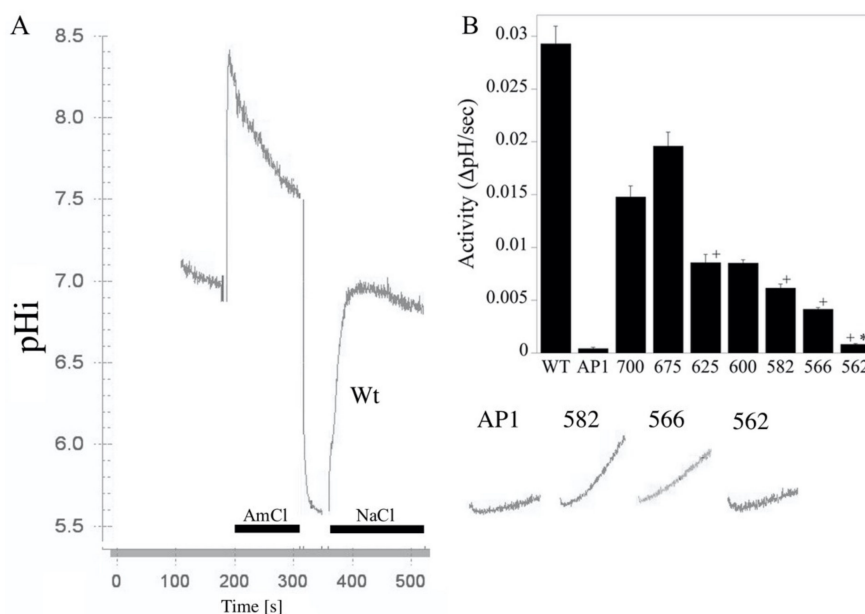 A
8.5
8.0
7.5
7.0
6.5
6.0
5.5
pHi
Wt
AmCl NaCl
0 100 200 300 400 500
Time [s]
B
0.03
0.02
0.015
0.01
0.005
0
Activity (ΔpH/sec)
+ + + + *
WT AP1 700 675 625 600 582 566 562
AP1 582 566 562